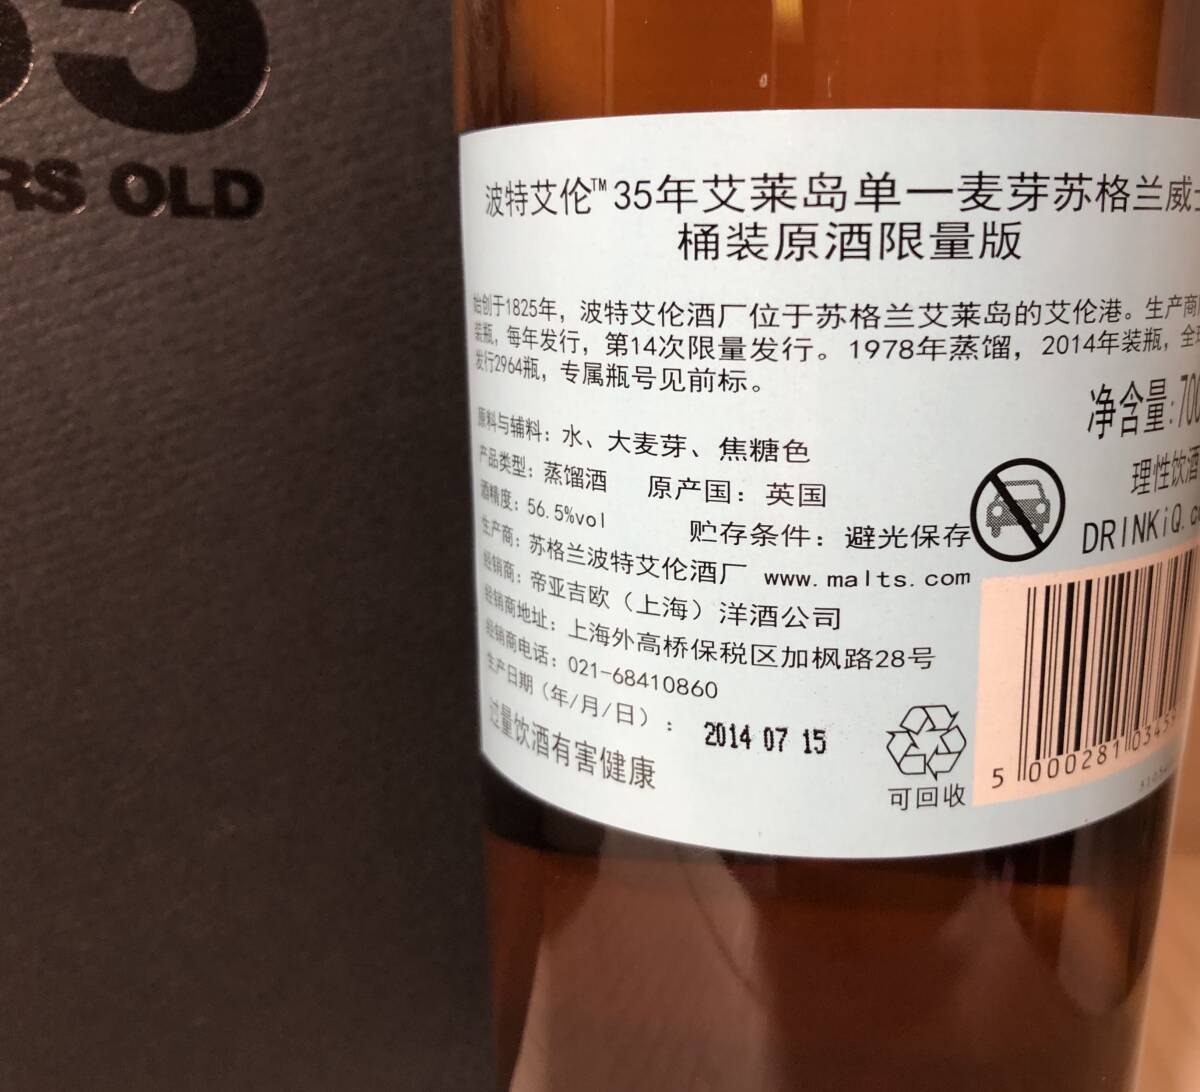 35
RS OLD
波特艾伦™35年艾莱岛单一麦芽苏格兰威
桶装原酒限量版
始创于1825年，波特艾伦酒厂位于苏格兰艾莱岛的艾伦港。生产商
装瓶，每年发行，第14次限量发行。1978年蒸馏，2014年装瓶，全
发行2964瓶，专属瓶号见前标。
净含量:700
原料与辅料：水、大麦芽、焦糖色
产品类型：蒸馏酒 原产国：英国
理性饮酒
酒精度：56.5%vol 贮存条件：避光保存
DRINKiQ.c
生产商：苏格兰波特艾伦酒厂 www.malts.com
经销商：帝亚吉欧（上海）洋酒公司
经销商地址：上海外高桥保税区加枫路28号
经销商电话：021-68410860
生产日期（年/月/日）： 2014 07 15
过量饮酒有害健康
可回收
5 000281 0345